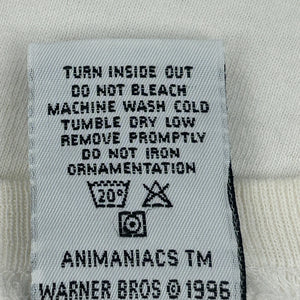 TURN INSIDE OUT
DO NOT BLEACH
MACHINE WASH COLD
TUMBLE DRY LOW
REMOVE PROMPTLY
DO NOT IRON
ORNAMENTATION
20°
ANIMANIACS TM
WARNER BROS © 1996